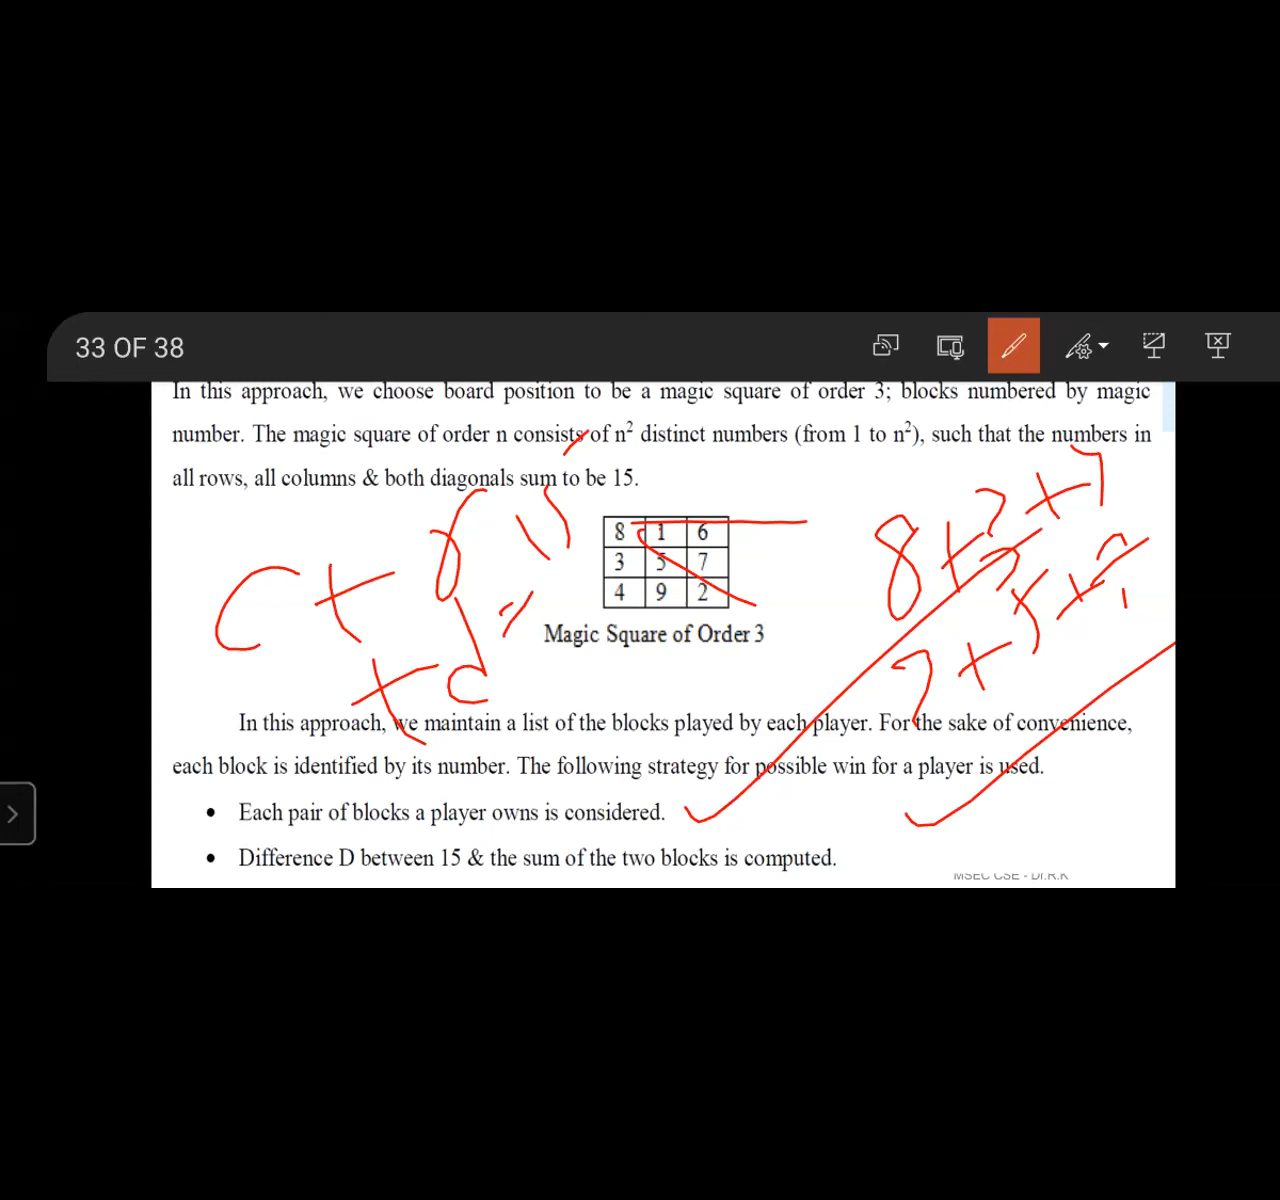 33 OF 38
In this approach, we choose board position to be a magic square of order 3; blocks numbered by magic
number. The magic square of order n consists of n² distinct numbers (from 1 to n²), such that the numbers in
all rows, all columns & both diagonals sum to be 15.
8 1 6
3 5 7
4 9 2
Magic Square of Order 3
In this approach, we maintain a list of the blocks played by each player. For the sake of convenience,
each block is identified by its number. The following strategy for possible win for a player is used.
• Each pair of blocks a player owns is considered.
• Difference D between 15 & the sum of the two blocks is computed.
MSEC CSE - Dr.R.K